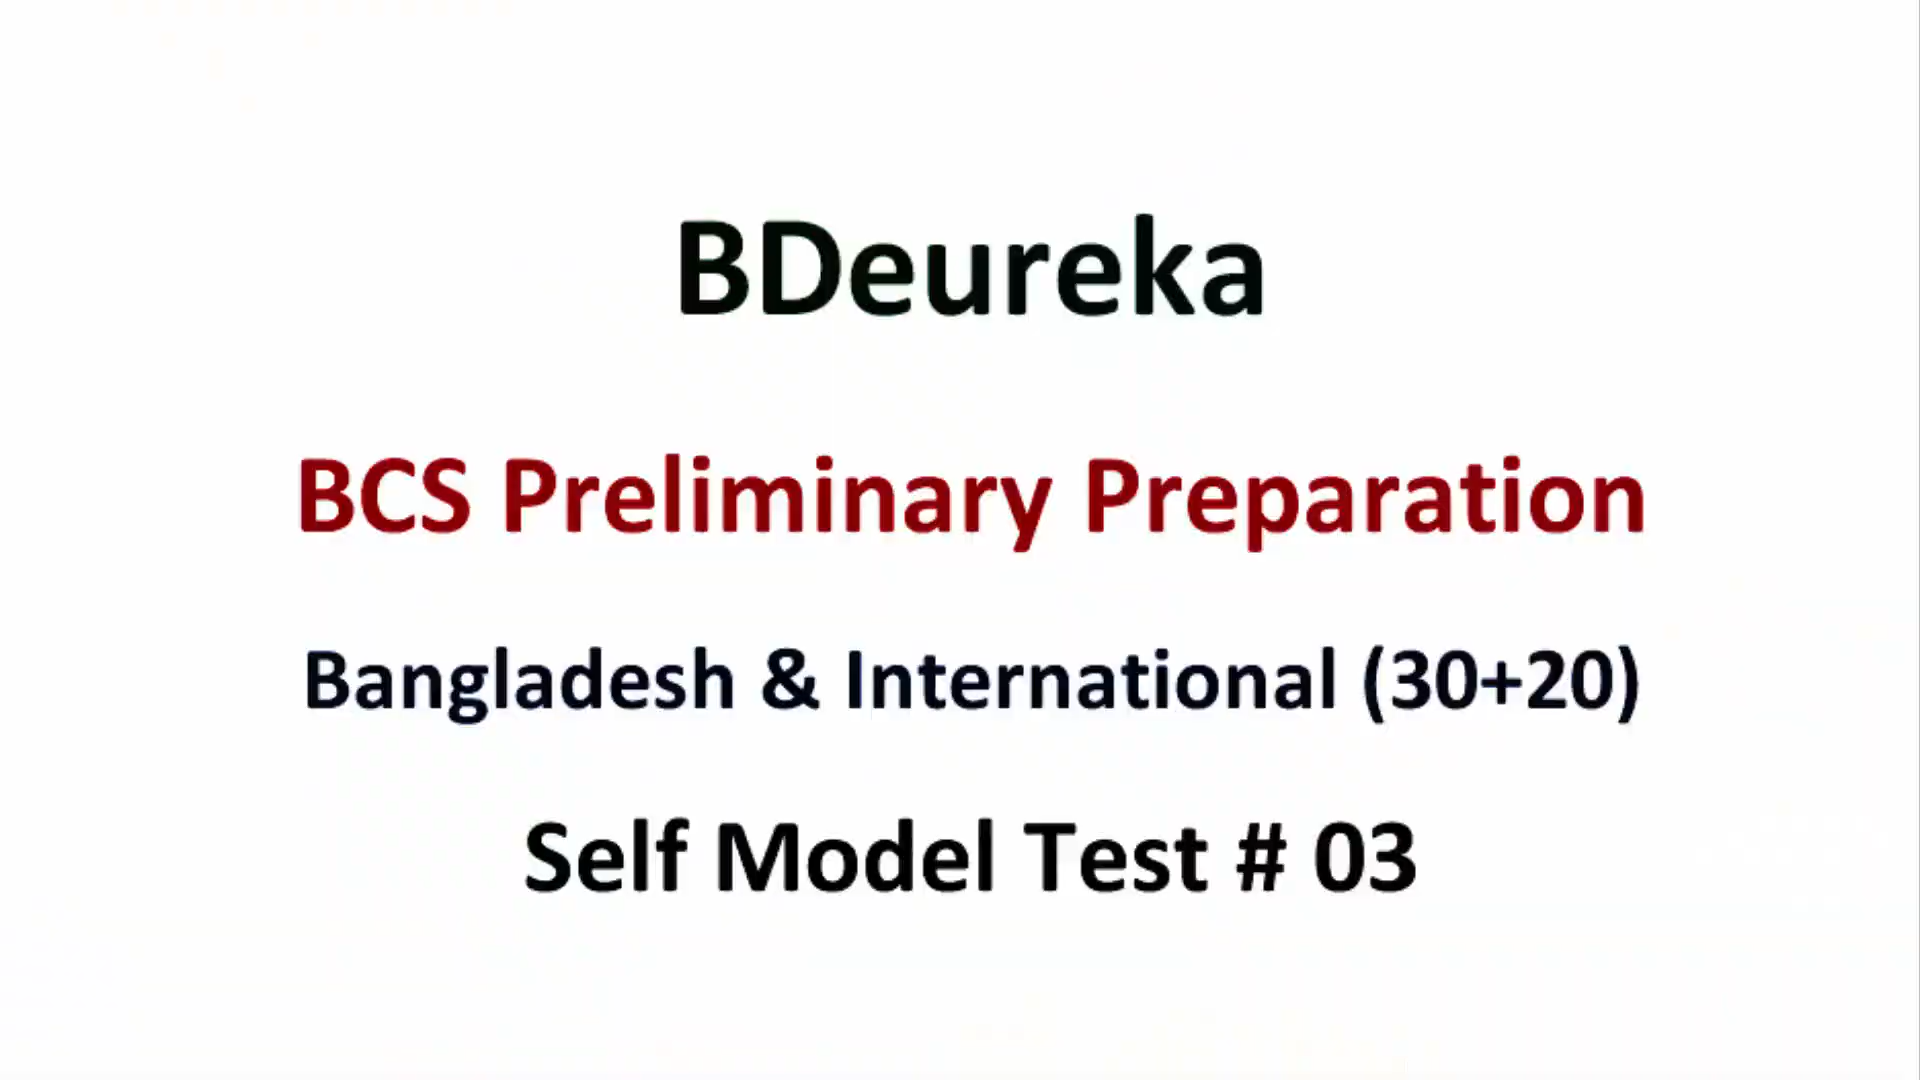 BDeureka
BCS Preliminary Preparation
Bangladesh & International (30+20)
Self Model Test # 03